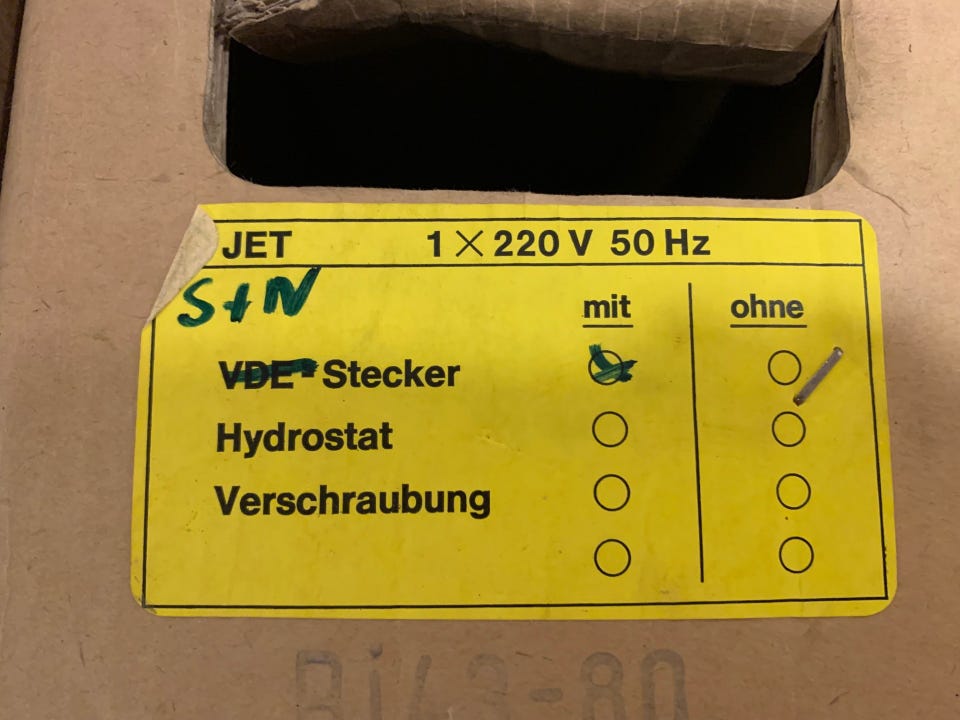 JET 1 X 220 V 50 Hz
S+N
mit ohne
VDE-Stecker
Hydrostat
Verschraubung